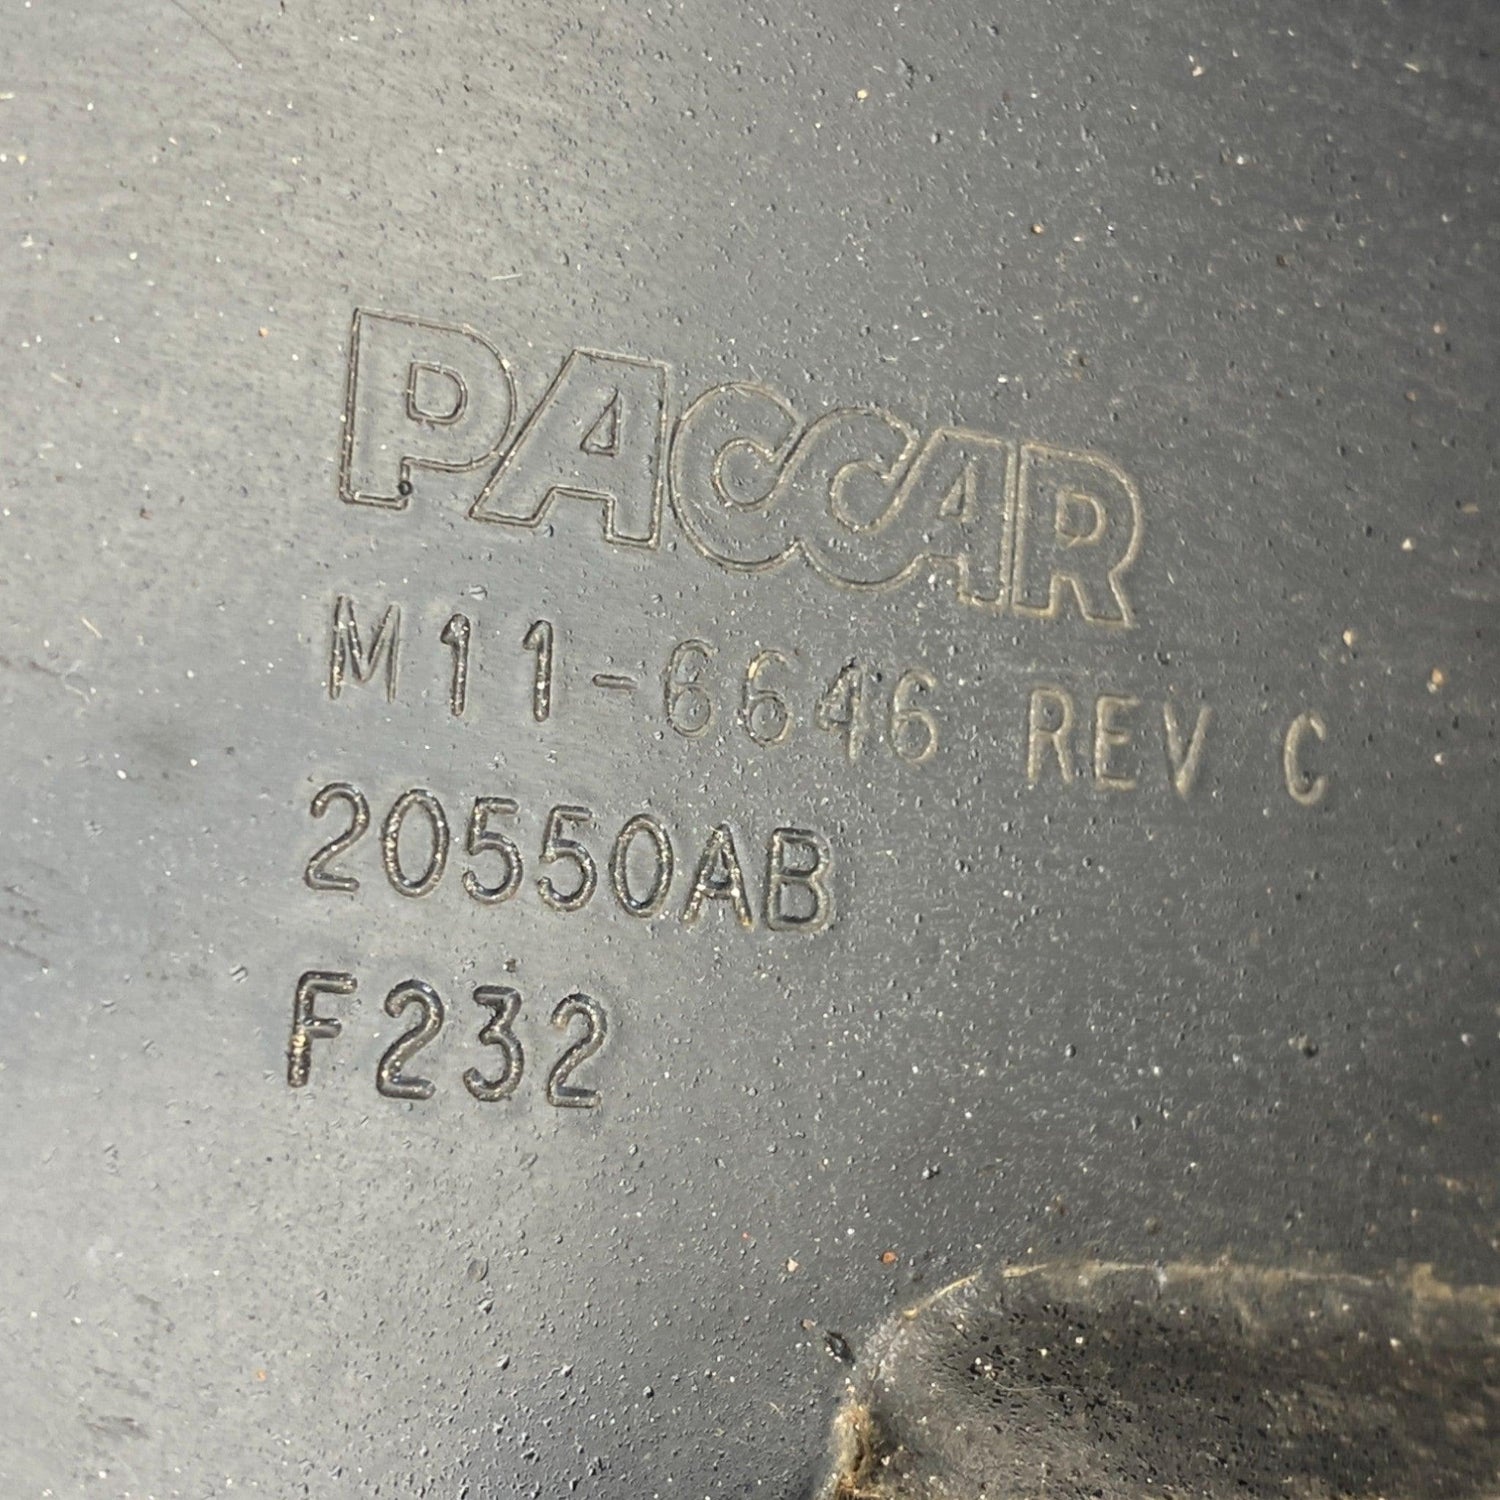 PACCAR
M11-6646 REV C
20550AB
F232